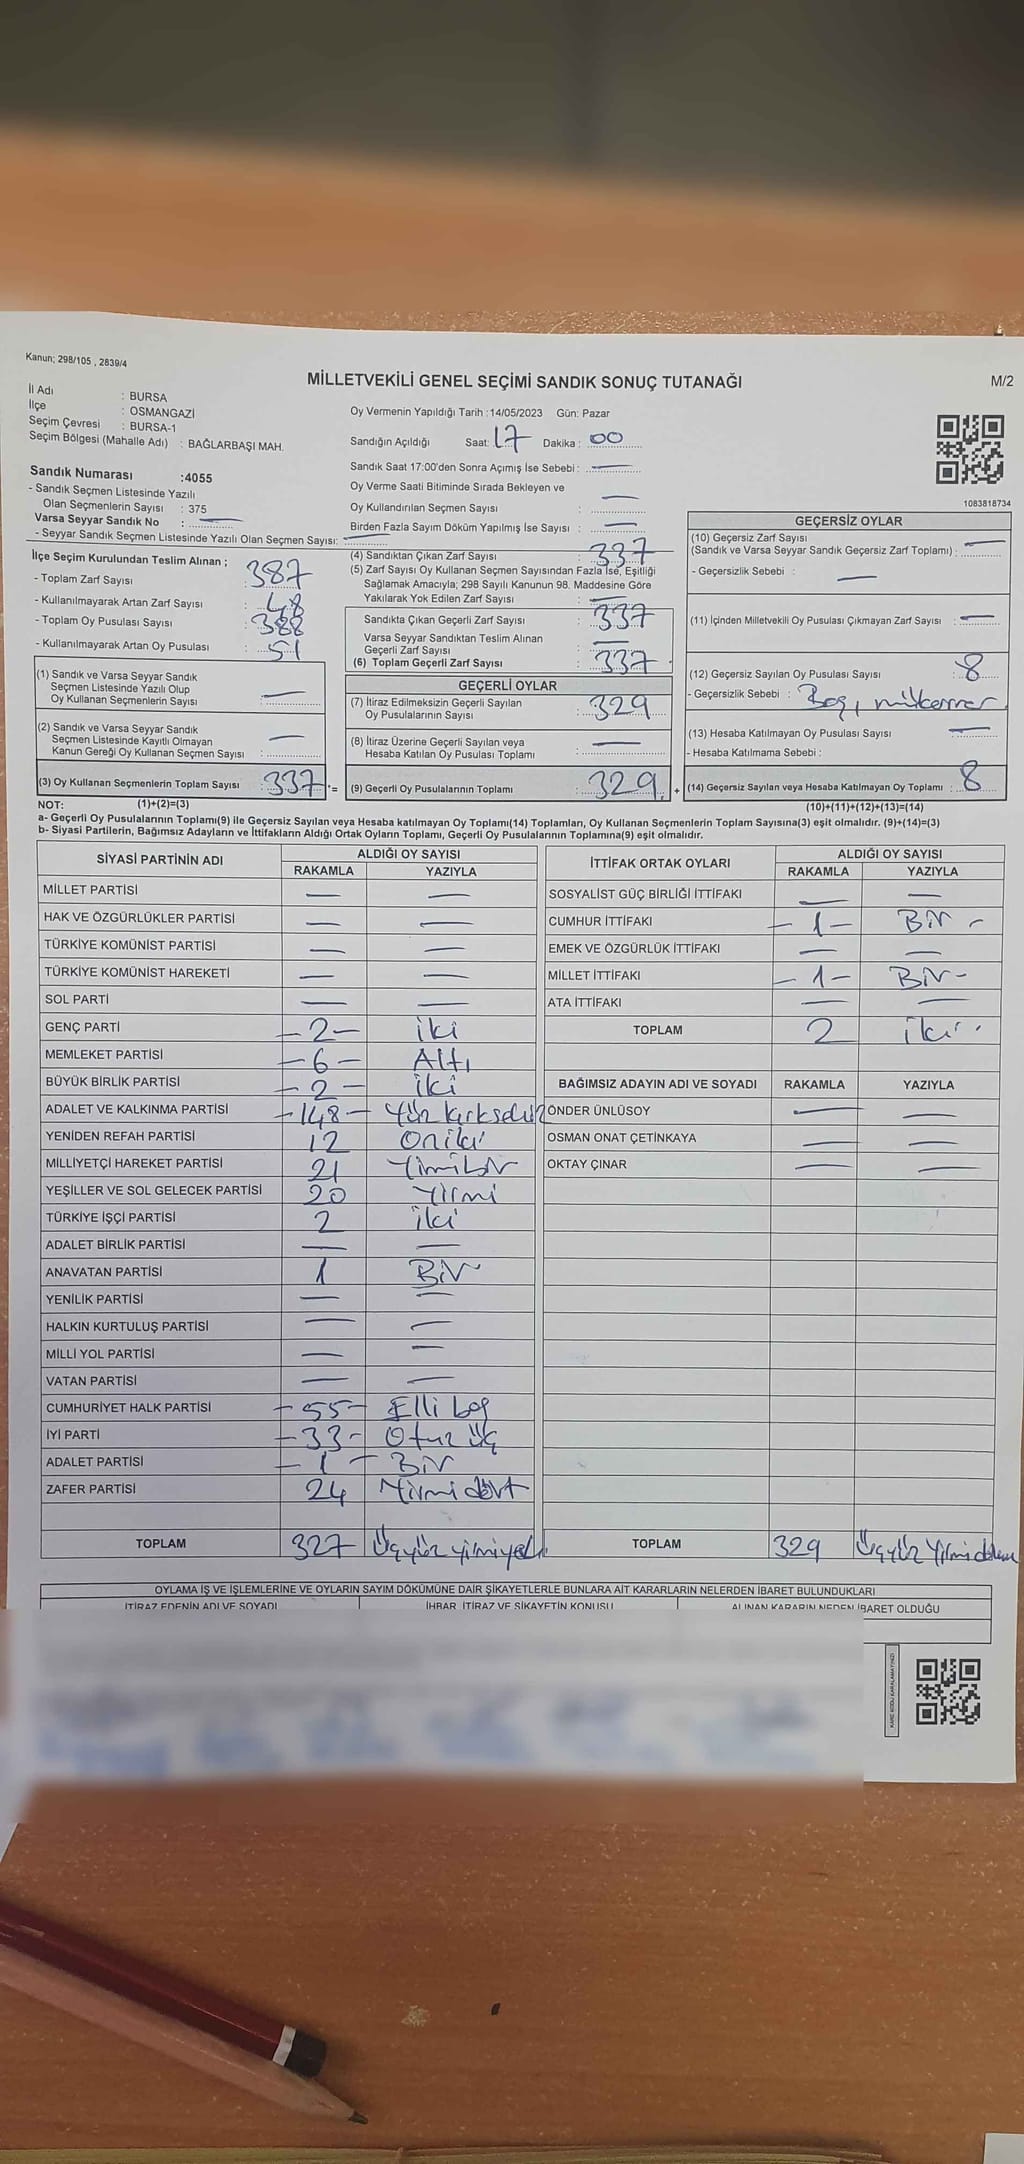 Kanun; 298/105 , 2839/4
MİLLETVEKİLİ GENEL SEÇİMİ SANDIK SONUÇ TUTANAĞI
M/2
İl Adı : BURSA
İlçe : OSMANGAZİ
Seçim Çevresi : BURSA-1
Seçim Bölgesi (Mahalle Adı) : BAĞLARBAŞI MAH.
Sandık Numarası :4055
- Sandık Seçmen Listesinde Yazılı
Olan Seçmenlerin Sayısı : 375
Varsa Seyyar Sandık No : —
- Seyyar Sandık Seçmen Listesinde Yazılı Olan Seçmen Sayısı: —
Oy Vermenin Yapıldığı Tarih :14/05/2023 Gün: Pazar
Sandığın Açıldığı Saat: 17 Dakika : 00
Sandık Saat 17:00'den Sonra Açımış İse Sebebi : —
Oy Verme Saati Bitiminde Sırada Bekleyen ve
Oy Kullandırılan Seçmen Sayısı : —
Birden Fazla Sayım Döküm Yapılmış İse Sayısı : —
1083818734
İlçe Seçim Kurulundan Teslim Alınan ;
- Toplam Zarf Sayısı : 387
- Kullanılmayarak Artan Zarf Sayısı : 48
- Toplam Oy Pusulası Sayısı : 388
- Kullanılmayarak Artan Oy Pusulası : 51
(1) Sandık ve Varsa Seyyar Sandık
Seçmen Listesinde Yazılı Olup
Oy Kullanan Seçmenlerin Sayısı : —
(2) Sandık ve Varsa Seyyar Sandık
Seçmen Listesinde Kayıtlı Olmayan
Kanun Gereği Oy Kullanan Seçmen Sayısı : —
(3) Oy Kullanan Seçmenlerin Toplam Sayısı : 337 =
(4) Sandıktan Çıkan Zarf Sayısı : 337
(5) Zarf Sayısı Oy Kullanan Seçmen Sayısından Fazla İse, Eşitliği
Sağlamak Amacıyla; 298 Sayılı Kanunun 98. Maddesine Göre
Yakılarak Yok Edilen Zarf Sayısı : —
Sandıkta Çıkan Geçerli Zarf Sayısı : 337
Varsa Seyyar Sandıktan Teslim Alınan
Geçerli Zarf Sayısı : —
(6) Toplam Geçerli Zarf Sayısı : 337
GEÇERLİ OYLAR
(7) İtiraz Edilmeksizin Geçerli Sayılan
Oy Pusulalarının Sayısı : 329
(8) İtiraz Üzerine Geçerli Sayılan veya
Hesaba Katılan Oy Pusulası Toplamı : —
(9) Geçerli Oy Pusulalarının Toplamı : 329 +
GEÇERSİZ OYLAR
(10) Geçersiz Zarf Sayısı
(Sandık ve Varsa Seyyar Sandık Geçersiz Zarf Toplamı) : —
- Geçersizlik Sebebi : —
(11) İçinden Milletvekili Oy Pusulası Çıkmayan Zarf Sayısı : —
(12) Geçersiz Sayılan Oy Pusulası Sayısı : 8
- Geçersizlik Sebebi : Boş, mükerrer
(13) Hesaba Katılmayan Oy Pusulası Sayısı : —
- Hesaba Katılmama Sebebi :
(14) Geçersiz Sayılan veya Hesaba Katılmayan Oy Toplamı : 8
NOT: (1)+(2)=(3)
(10)+(11)+(12)+(13)=(14)
a- Geçerli Oy Pusulalarının Toplamı(9) ile Geçersiz Sayılan veya Hesaba katılmayan Oy Toplamı(14) Toplamları, Oy Kullanan Seçmenlerin Toplam Sayısına(3) eşit olmalıdır. (9)+(14)=(3)
b- Siyasi Partilerin, Bağımsız Adayların ve İttifakların Aldığı Ortak Oyların Toplamı, Geçerli Oy Pusulalarının Toplamına(9) eşit olmalıdır.
SİYASİ PARTİNİN ADI ALDIĞI OY SAYISI
RAKAMLA YAZIYLA
MİLLET PARTİSİ — —
HAK VE ÖZGÜRLÜKLER PARTİSİ — —
TÜRKİYE KOMÜNİST PARTİSİ — —
TÜRKİYE KOMÜNİST HAREKETİ — —
SOL PARTİ — —
GENÇ PARTİ -2- iki
MEMLEKET PARTİSİ -6- Altı
BÜYÜK BİRLİK PARTİSİ -2- iki
ADALET VE KALKINMA PARTİSİ -148- Yüz kırksekiz
YENİDEN REFAH PARTİSİ 12 Oniki
MİLLİYETÇİ HAREKET PARTİSİ 21 Yirmibir
YEŞİLLER VE SOL GELECEK PARTİSİ 20 Yirmi
TÜRKİYE İŞÇİ PARTİSİ 2 iki
ADALET BİRLİK PARTİSİ — —
ANAVATAN PARTİSİ 1 Bir
YENİLİK PARTİSİ — —
HALKIN KURTULUŞ PARTİSİ — —
MİLLİ YOL PARTİSİ — —
VATAN PARTİSİ — —
CUMHURİYET HALK PARTİSİ -55- Elli beş
İYİ PARTİ -33- Otuz üç
ADALET PARTİSİ -1- Bir
ZAFER PARTİSİ 24 Yirmi dört
TOPLAM 327 Üçyüz yirmiyedi
İTTİFAK ORTAK OYLARI ALDIĞI OY SAYISI
RAKAMLA YAZIYLA
SOSYALİST GÜÇ BİRLİĞİ İTTİFAKI — —
CUMHUR İTTİFAKI -1- Bir -
EMEK VE ÖZGÜRLÜK İTTİFAKI — —
MİLLET İTTİFAKI -1- Bir-
ATA İTTİFAKI — —
TOPLAM 2 iki
BAĞIMSIZ ADAYIN ADI VE SOYADI RAKAMLA YAZIYLA
ÖNDER ÜNLÜSOY — —
OSMAN ONAT ÇETİNKAYA — —
OKTAY ÇINAR — —
TOPLAM 329 Üçyüz Yirmidokuz
OYLAMA İŞ VE İŞLEMLERİNE VE OYLARIN SAYIM DÖKÜMÜNE DAİR ŞİKAYETLERLE BUNLARA AİT KARARLARIN NELERDEN İBARET BULUNDUKLARI
İTİRAZ EDENİN ADI VE SOYADI İHBAR, İTİRAZ VE ŞİKAYETİN KONUSU ALINAN KARARIN NEDEN İBARET OLDUĞU
KARE KODU KARALAMAYINIZ!